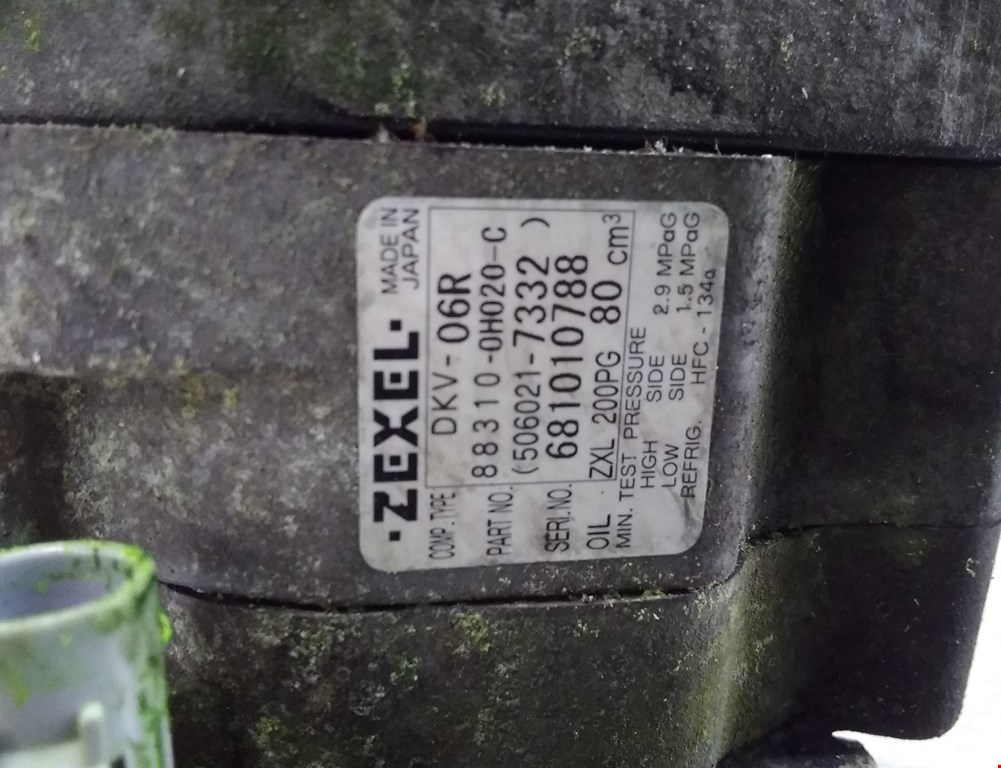 ·ZEXEL· MADE IN JAPAN
COMP. TYPE DKV-06R
PART NO. 88310-0H020-C
(506021-7332 )
SERI.NO. 681010788
OIL . ZXL 200PG 80 cm3
MIN. TEST PRESSURE
HIGH SIDE 2.9 MPaG
LOW SIDE 1.5 MPaG
REFRIG. HFC-134a